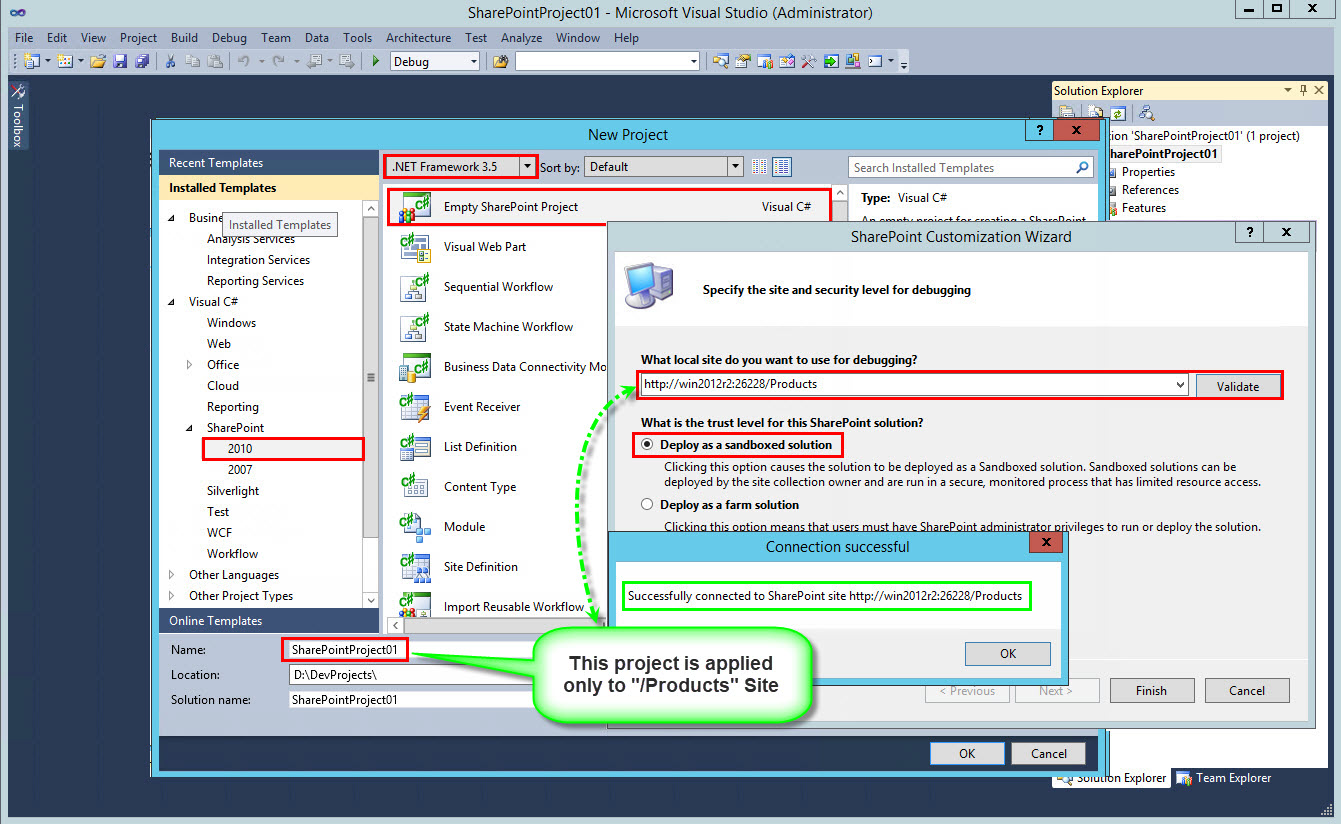 SharePointProject01 - Microsoft Visual Studio (Administrator)
File Edit View Project Build Debug Team Data Tools Architecture Test Analyze Window Help
Debug
Toolbox
Solution Explorer
tion 'SharePointProject01' (1 project)
harePointProject01
Properties
References
Features
New Project
Recent Templates
Installed Templates
Busine
Installed Templates
Analysis Services
Integration Services
Reporting Services
Visual C#
Windows
Web
Office
Cloud
Reporting
SharePoint
2010
2007
Silverlight
Test
WCF
Workflow
Other Languages
Other Project Types
Online Templates
.NET Framework 3.5
Sort by: Default
Search Installed Templates
Empty SharePoint Project Visual C#
Visual Web Part
Sequential Workflow
State Machine Workflow
Business Data Connectivity Mo
Event Receiver
List Definition
Content Type
Module
Site Definition
Import Reusable Workflow
Type: Visual C#
An empty project for creating a SharePoint
Name: SharePointProject01
Location: D:\DevProjects\
Solution name: SharePointProject01
OK Cancel
SharePoint Customization Wizard
Specify the site and security level for debugging
What local site do you want to use for debugging?
http://win2012r2:26228/Products Validate
What is the trust level for this SharePoint solution?
Deploy as a sandboxed solution
Clicking this option causes the solution to be deployed as a Sandboxed solution. Sandboxed solutions can be
deployed by the site collection owner and are run in a secure, monitored process that has limited resource access.
Deploy as a farm solution
Clicking this option means that users must have SharePoint administrator privileges to run or deploy the solution.
Connection successful
Successfully connected to SharePoint site http://win2012r2:26228/Products
OK
< Previous Next > Finish Cancel
This project is applied
only to "/Products" Site
Solution Explorer Team Explorer